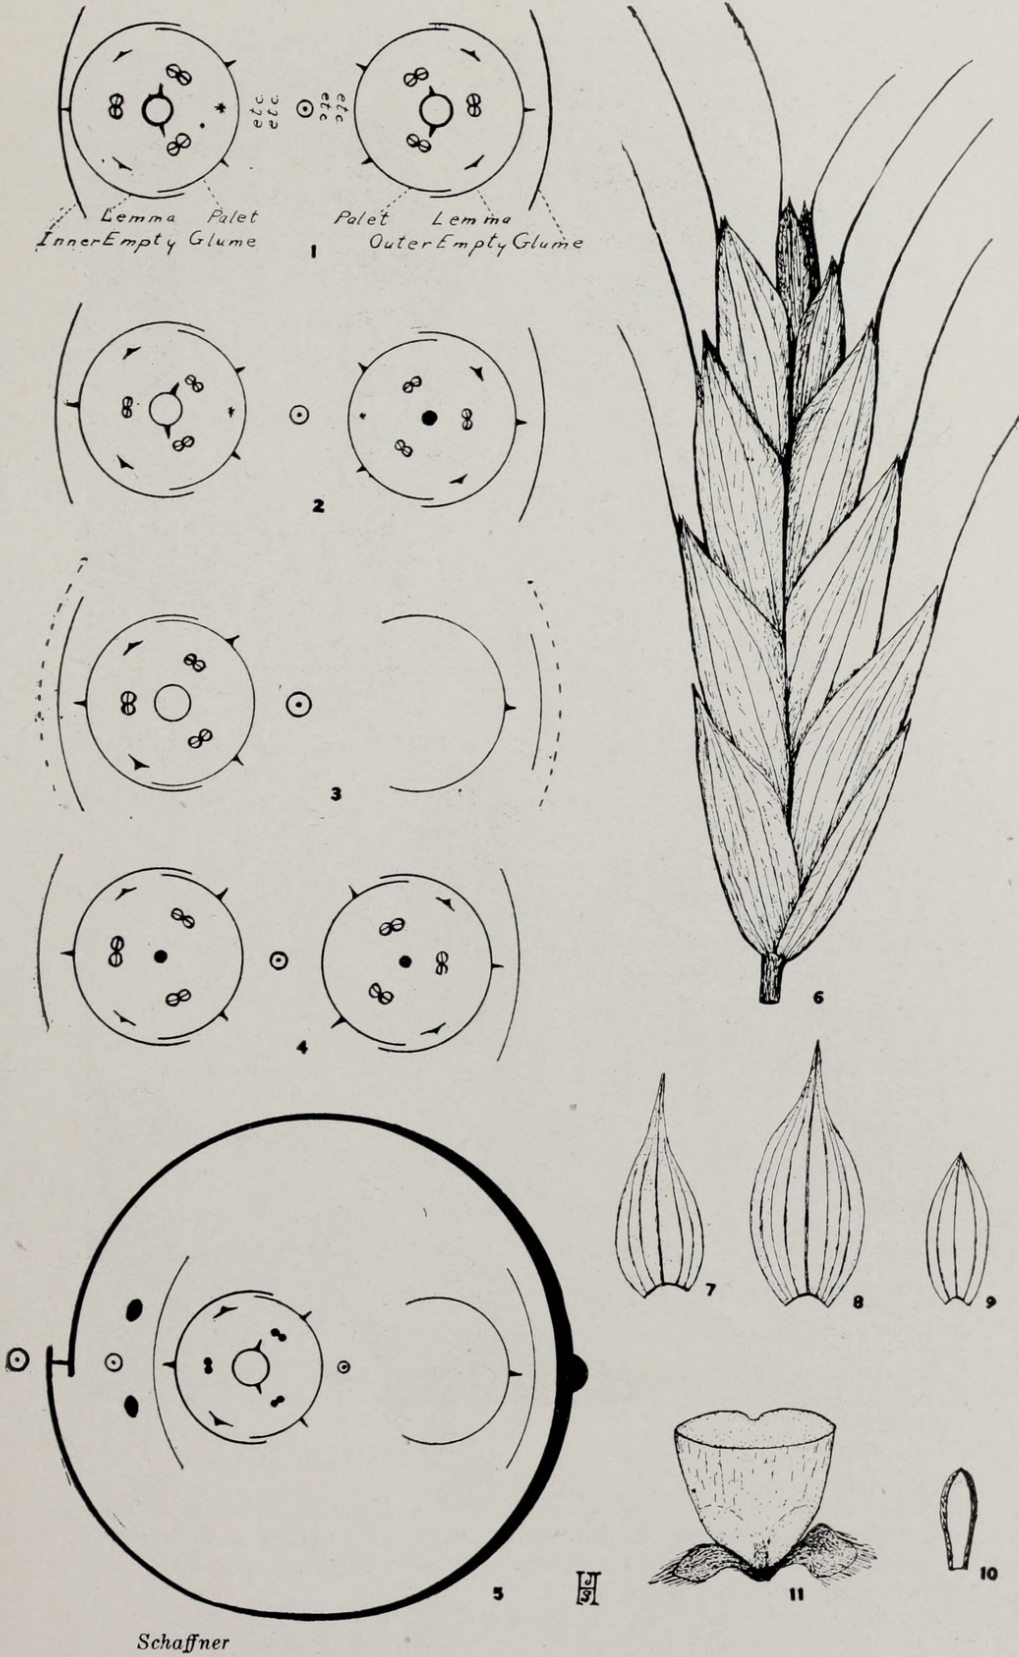 etc. etc. etc etc
Lemma Palet Palet Lemma
Inner Empty Glume Outer Empty Glume
1
2
3
4
6
7 8 9
5 11 10
Schaffner